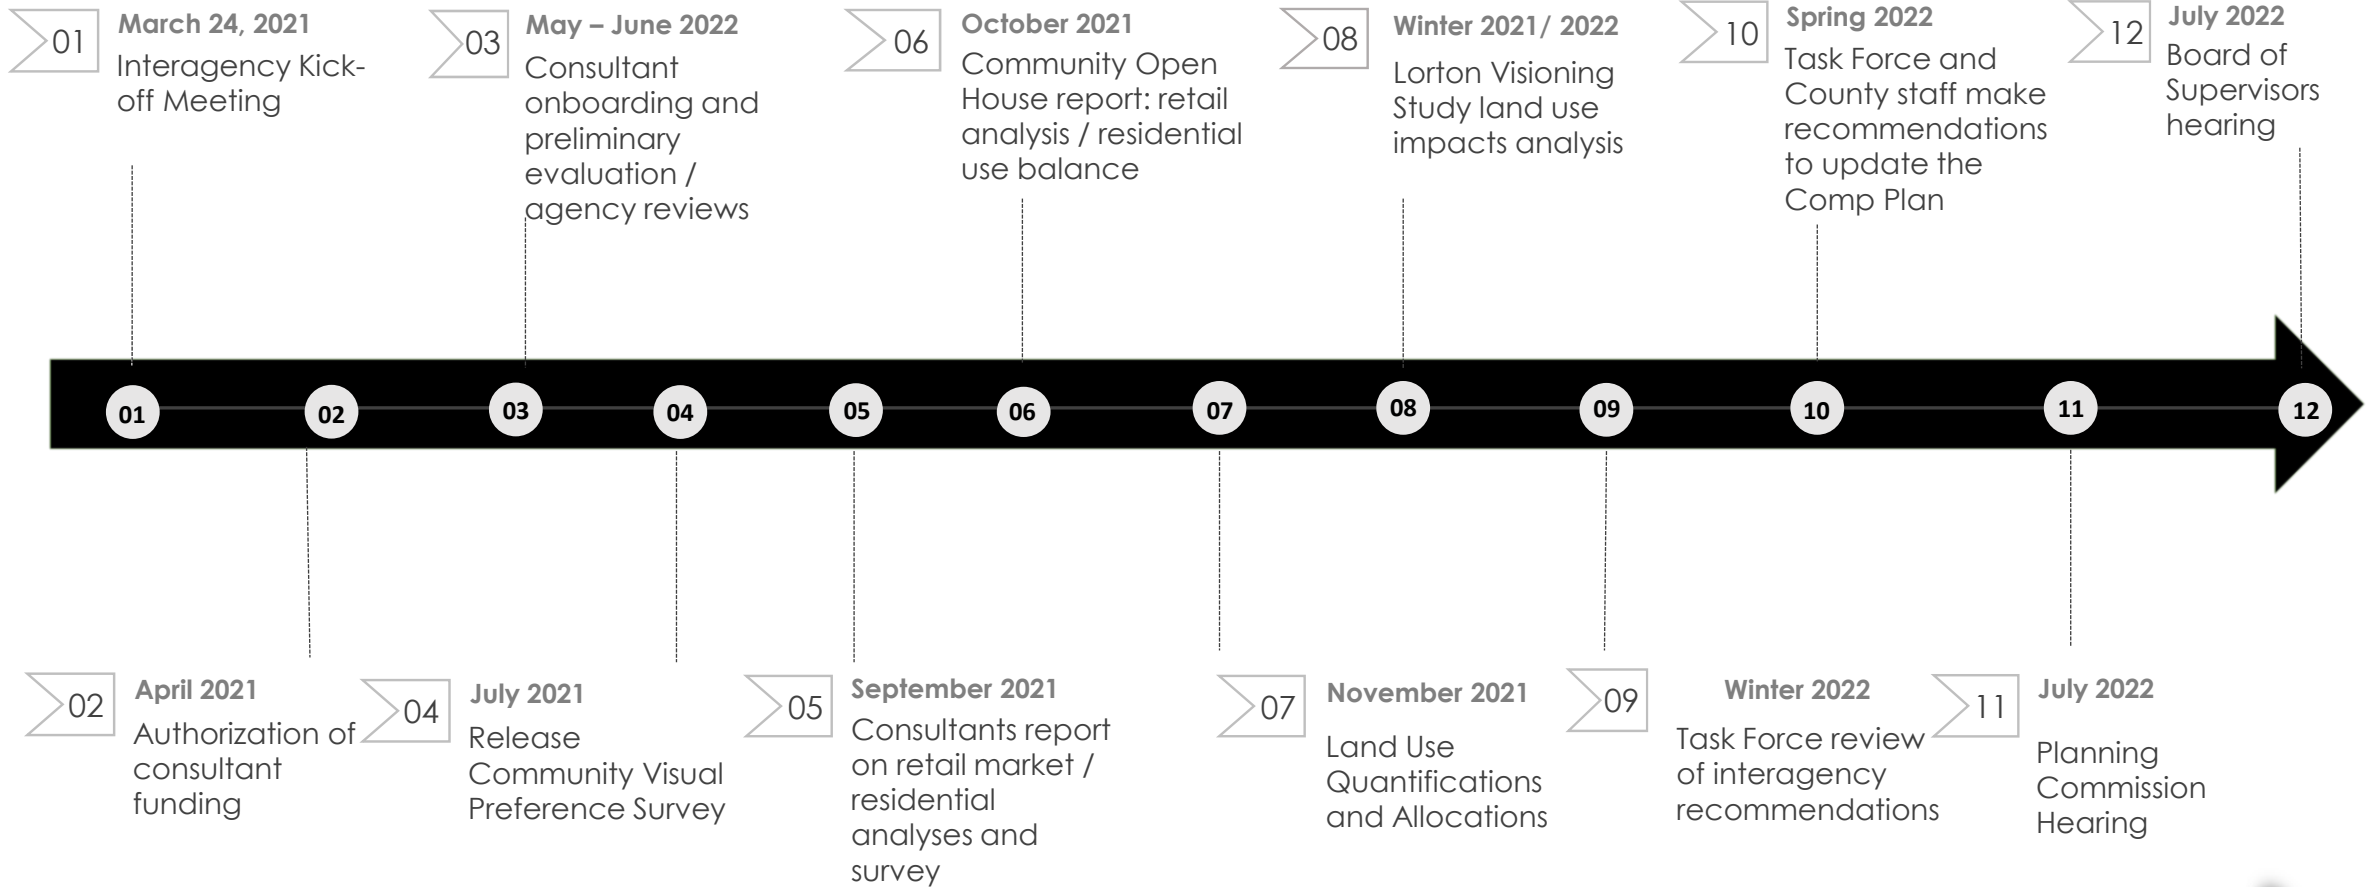 01
March 24, 2021
Interagency Kick-
off Meeting
03
May – June 2022
Consultant
onboarding and
preliminary
evaluation /
agency reviews
06
October 2021
Community Open
House report: retail
analysis / residential
use balance
08
Winter 2021/ 2022
Lorton Visioning
Study land use
impacts analysis
10
Spring 2022
Task Force and
County staff make
recommendations
to update the
Comp Plan
12
July 2022
Board of
Supervisors
hearing
01
02
03
04
05
06
07
08
09
10
11
12
02
April 2021
Authorization of
consultant
funding
04
July 2021
Release
Community Visual
Preference Survey
05
September 2021
Consultants report
on retail market /
residential
analyses and
survey
07
November 2021
Land Use
Quantifications
and Allocations
09
Winter 2022
Task Force review
of interagency
recommendations
11
July 2022
Planning
Commission
Hearing